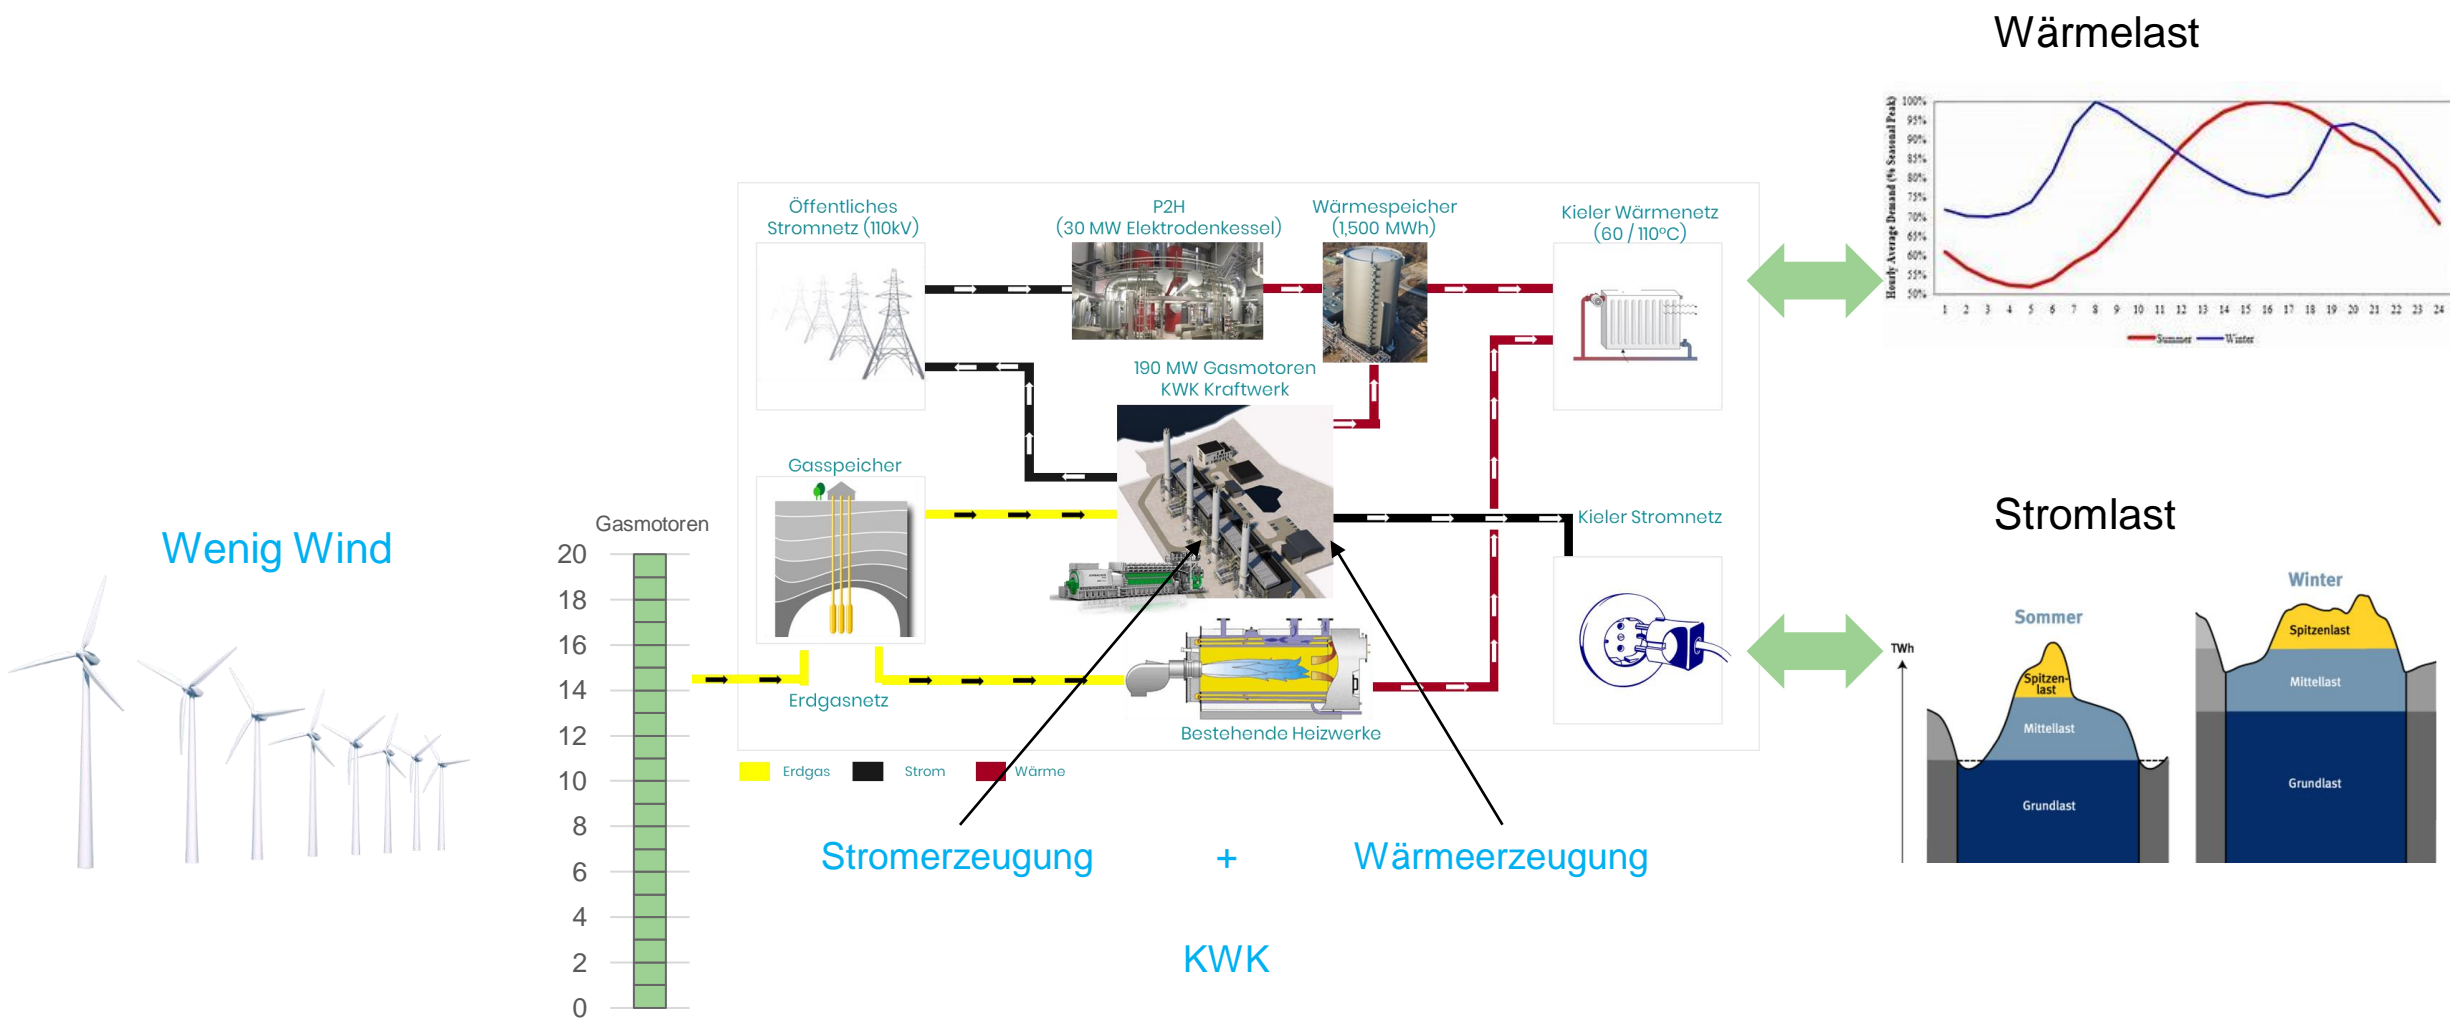 Wärmelast
Hourly Average Demand (% Seasonal Peak)
100%
95%
90%
85%
80%
75%
70%
65%
60%
55%
50%
1 2 3 4 5 6 7 8 9 10 11 12 13 14 15 16 17 18 19 20 21 22 23 24
Summer Winter
Öffentliches
Stromnetz (110kV)
P2H
(30 MW Elektrodenkessel)
Wärmespeicher
(1,500 MWh)
Kieler Wärmenetz
(60 / 110°C)
190 MW Gasmotoren
KWK Kraftwerk
Gasspeicher
Kieler Stromnetz
Erdgasnetz
Bestehende Heizwerke
Erdgas Strom Wärme
Wenig Wind
Gasmotoren
20
18
16
14
12
10
8
6
4
2
0
Stromerzeugung + Wärmeerzeugung
KWK
Stromlast
TWh
Sommer
Spitzen-
last
Mittellast
Grundlast
Winter
Spitzenlast
Mittellast
Grundlast